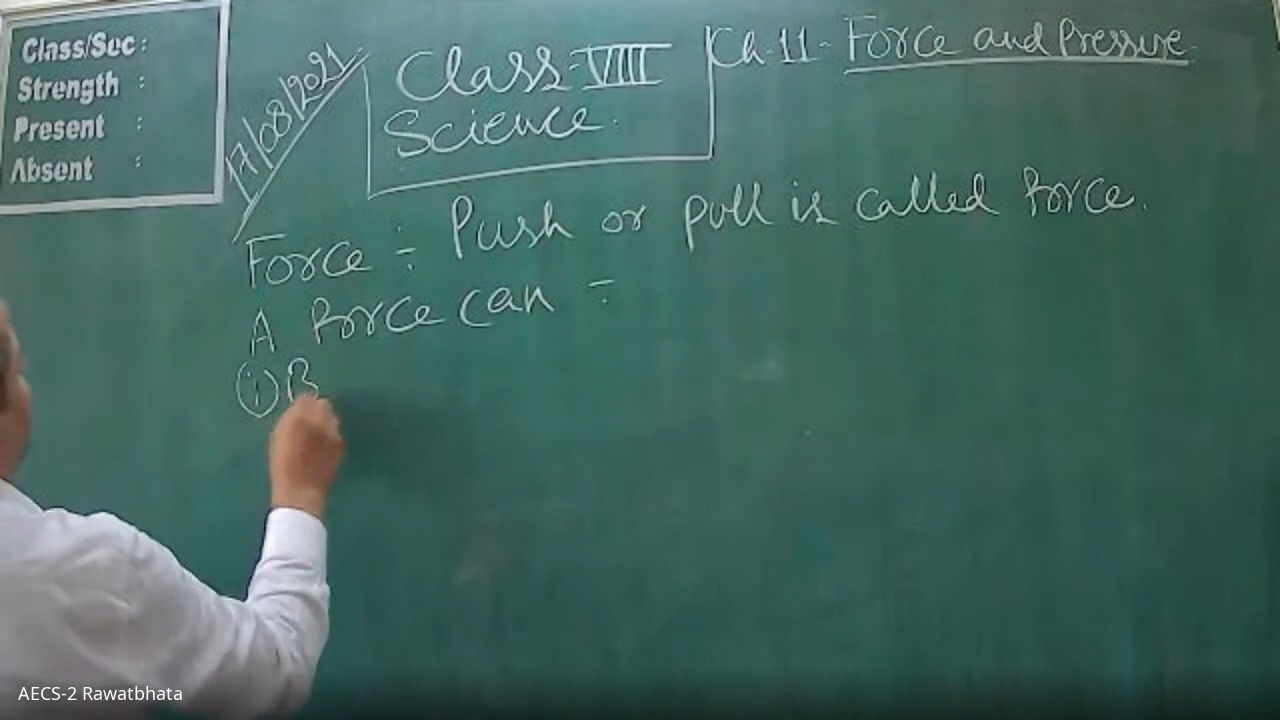 Class/Sec :
Strength :
Present :
Absent :
17/08/2021
Class-VIII
Science.
Ch-11- Force and Pressure.
Force :- Push or pull is called Force.
A Force can :-
(i) B
AECS-2 Rawatbhata